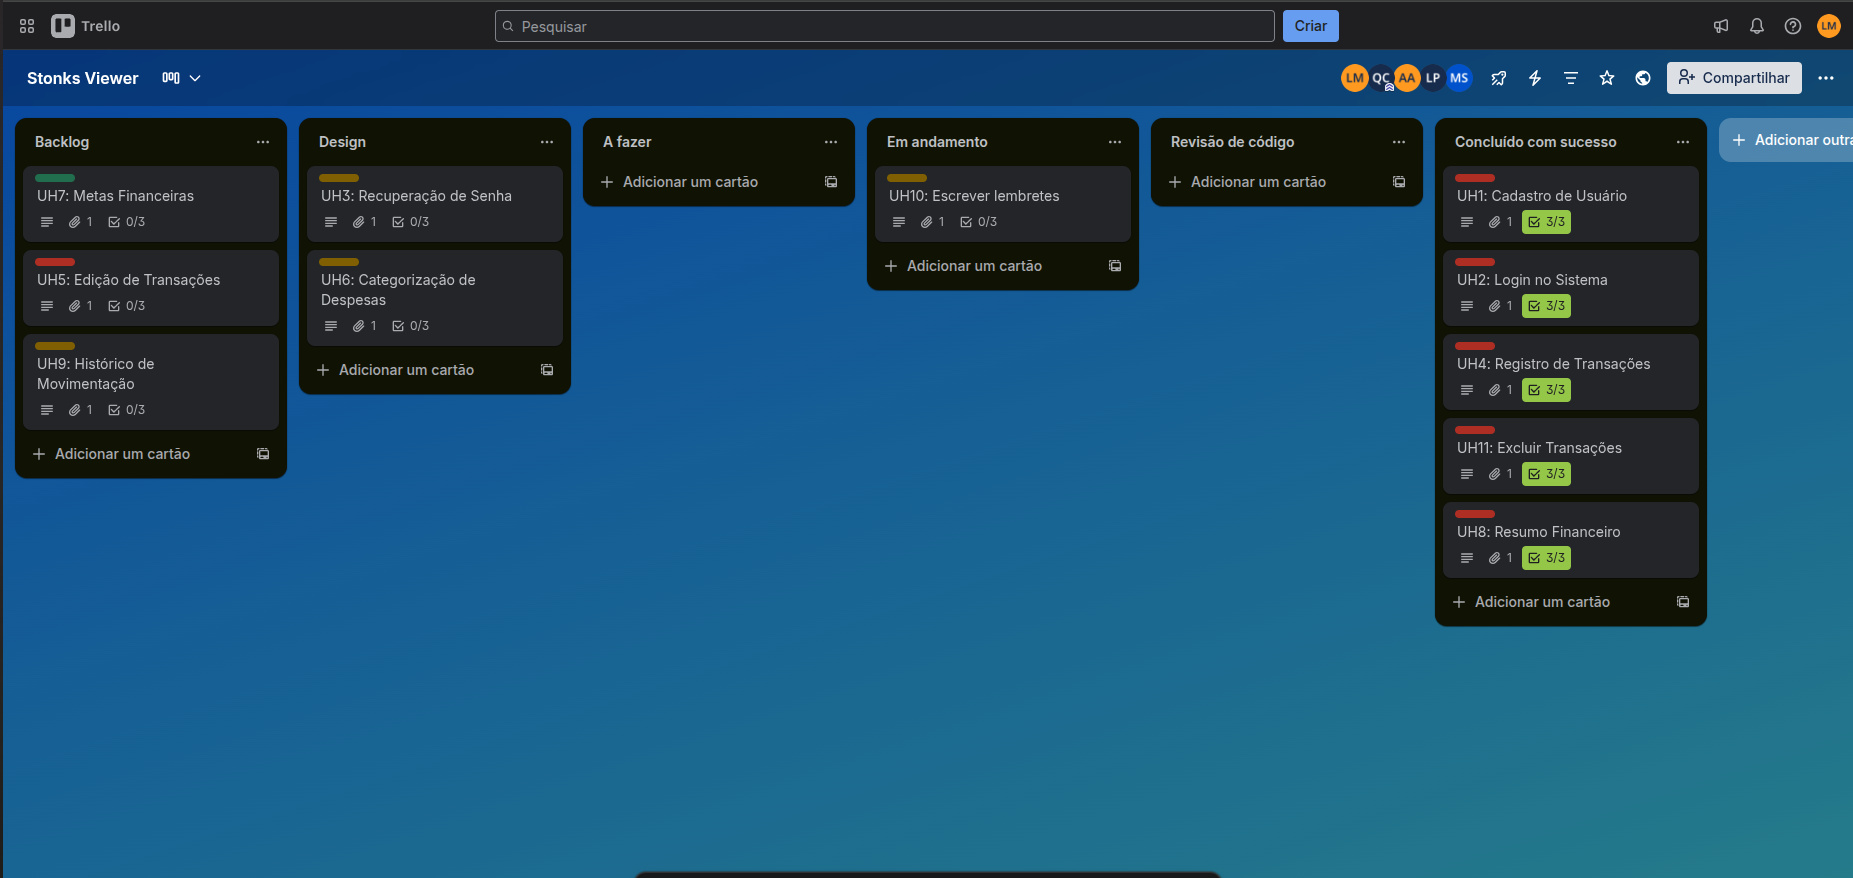 Trello
Pesquisar
Criar
LM
Stonks Viewer
LM QC AA LP MS
Compartilhar
Backlog
UH7: Metas Financeiras
1 0/3
UH5: Edição de Transações
1 0/3
UH9: Histórico de
Movimentação
1 0/3
Adicionar um cartão
Design
UH3: Recuperação de Senha
1 0/3
UH6: Categorização de
Despesas
1 0/3
Adicionar um cartão
A fazer
Adicionar um cartão
Em andamento
UH10: Escrever lembretes
1 0/3
Adicionar um cartão
Revisão de código
Adicionar um cartão
Concluído com sucesso
UH1: Cadastro de Usuário
1 3/3
UH2: Login no Sistema
1 3/3
UH4: Registro de Transações
1 3/3
UH11: Excluir Transações
1 3/3
UH8: Resumo Financeiro
1 3/3
Adicionar um cartão
Adicionar outra